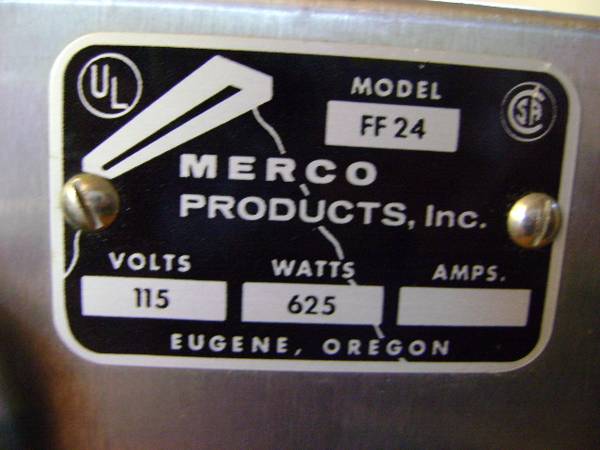 UL
MODEL
FF 24
SA
MERCO
PRODUCTS, Inc.
VOLTS
WATTS
AMPS.
115
625
EUGENE, OREGON